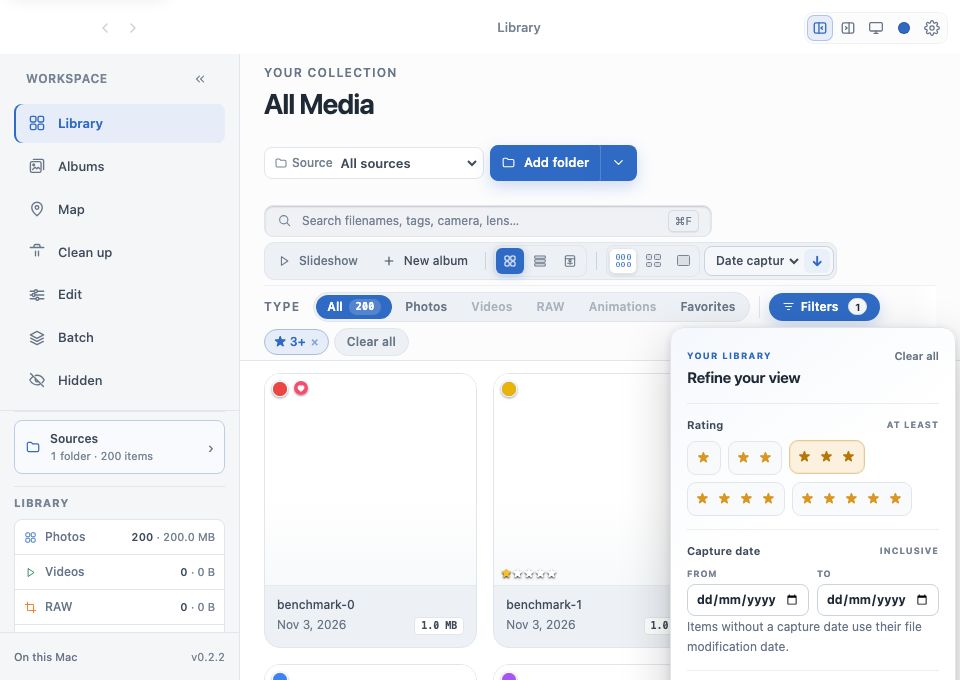 Library
WORKSPACE
Library
Albums
Map
Clean up
Edit
Batch
Hidden
Sources
1 folder · 200 items
LIBRARY
Photos 200 · 200.0 MB
Videos 0 · 0 B
RAW 0 · 0 B
On this Mac v0.2.2
YOUR COLLECTION
All Media
Source All sources
Add folder
Search filenames, tags, camera, lens... ⌘F
Slideshow + New album Date captur
TYPE All 200 Photos Videos RAW Animations Favorites Filters 1
★ 3+ × Clear all
benchmark-0
Nov 3, 2026 1.0 MB
benchmark-1
Nov 3, 2026 1.0
YOUR LIBRARY Clear all
Refine your view
Rating AT LEAST
Capture date INCLUSIVE
FROM TO
dd/mm/yyyy dd/mm/yyyy
Items without a capture date use their file
modification date.